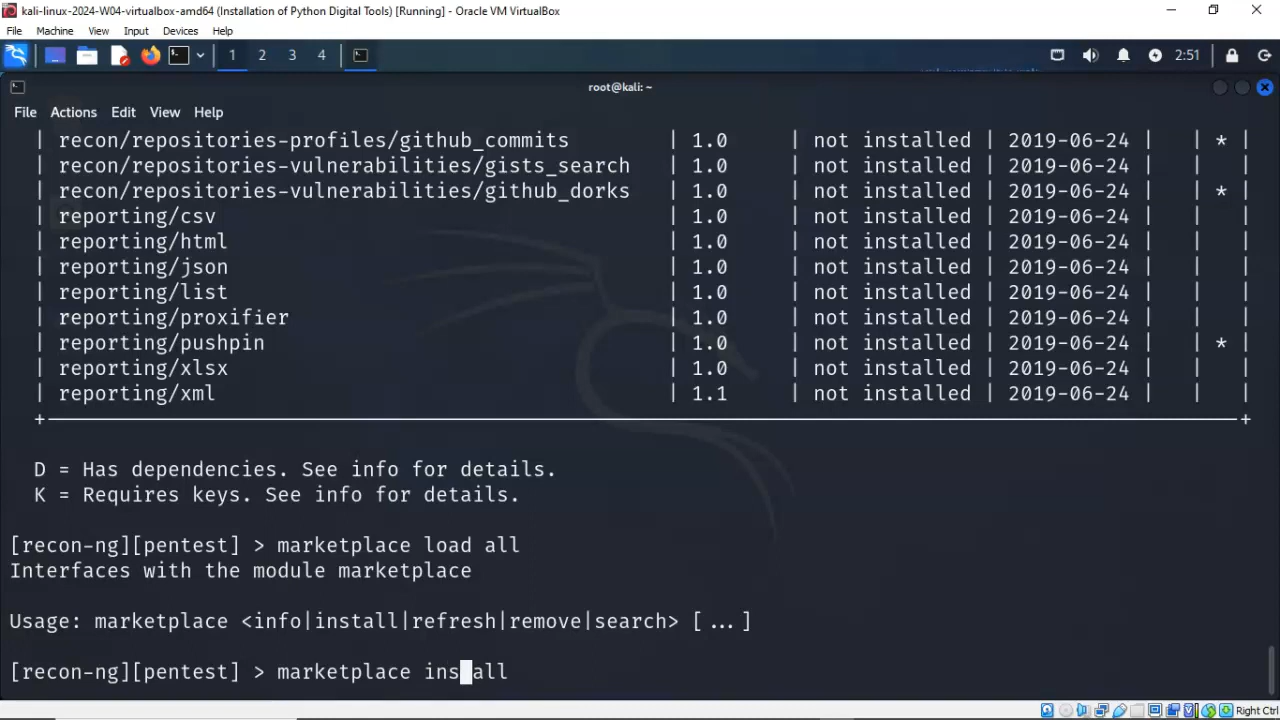 kali-linux-2024-W04-virtualbox-amd64 (Installation of Python Digital Tools) [Running] - Oracle VM VirtualBox
File Machine View Input Devices Help
1 2 3 4 2:51
root@kali: ~
File Actions Edit View Help
| recon/repositories-profiles/github_commits | 1.0 | not installed | 2019-06-24 | | * |
| recon/repositories-vulnerabilities/gists_search | 1.0 | not installed | 2019-06-24 | | |
| recon/repositories-vulnerabilities/github_dorks | 1.0 | not installed | 2019-06-24 | | * |
| reporting/csv | 1.0 | not installed | 2019-06-24 | | |
| reporting/html | 1.0 | not installed | 2019-06-24 | | |
| reporting/json | 1.0 | not installed | 2019-06-24 | | |
| reporting/list | 1.0 | not installed | 2019-06-24 | | |
| reporting/proxifier | 1.0 | not installed | 2019-06-24 | | |
| reporting/pushpin | 1.0 | not installed | 2019-06-24 | | * |
| reporting/xlsx | 1.0 | not installed | 2019-06-24 | | |
| reporting/xml | 1.1 | not installed | 2019-06-24 | | |
D = Has dependencies. See info for details.
K = Requires keys. See info for details.
[recon-ng][pentest] > marketplace load all
Interfaces with the module marketplace
Usage: marketplace <info|install|refresh|remove|search> [ ... ]
[recon-ng][pentest] > marketplace ins all
Right Ctrl